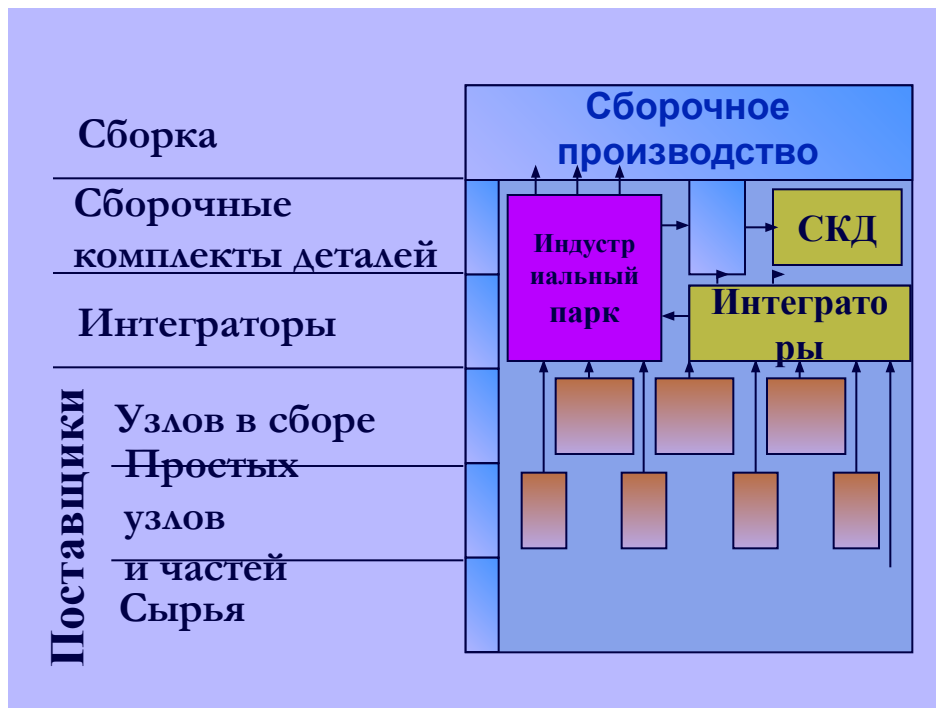 Сборка
Сборочные
комплекты деталей
Интеграторы
Поставщики
Узлов в сборе
Простых
узлов
и частей
Сырья
Сборочное
производство
Индустр
иальный
парк
СКД
Интеграто
ры